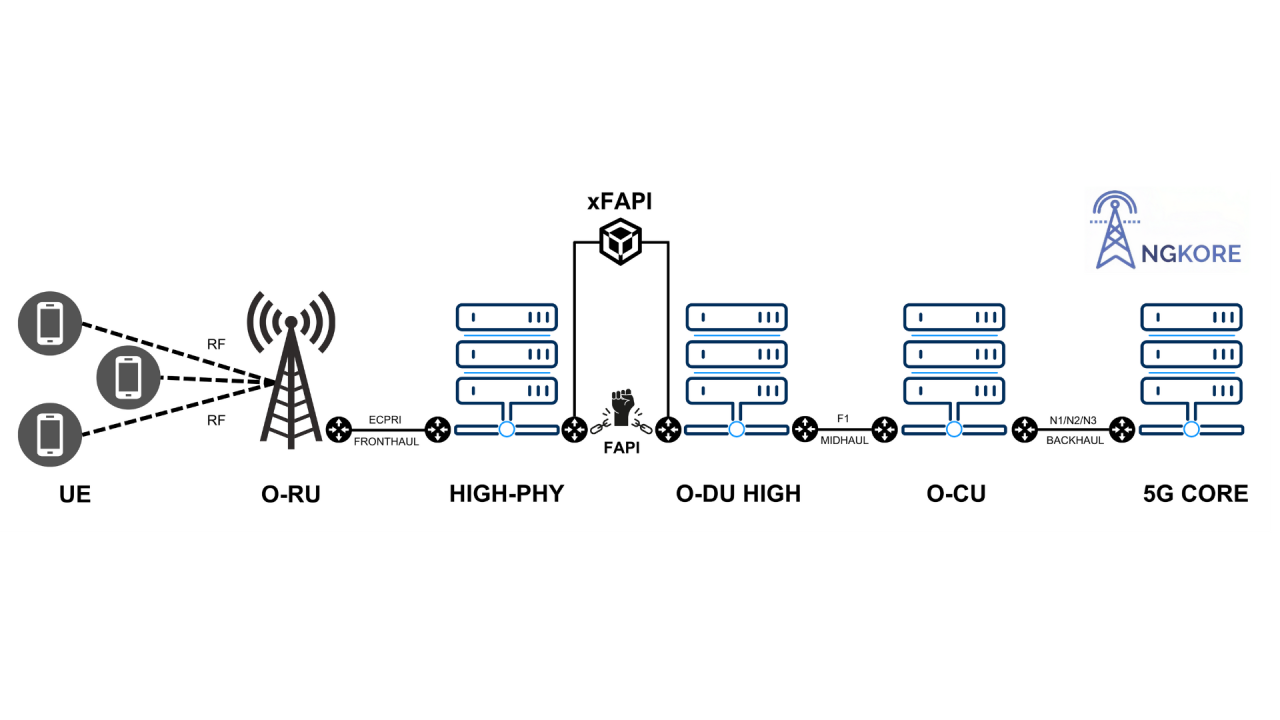 xFAPI
NGKORE
RF
RF
ECPRI
FRONTHAUL
FAPI
F1
MIDHAUL
N1/N2/N3
BACKHAUL
UE
O-RU
HIGH-PHY
O-DU HIGH
O-CU
5G CORE